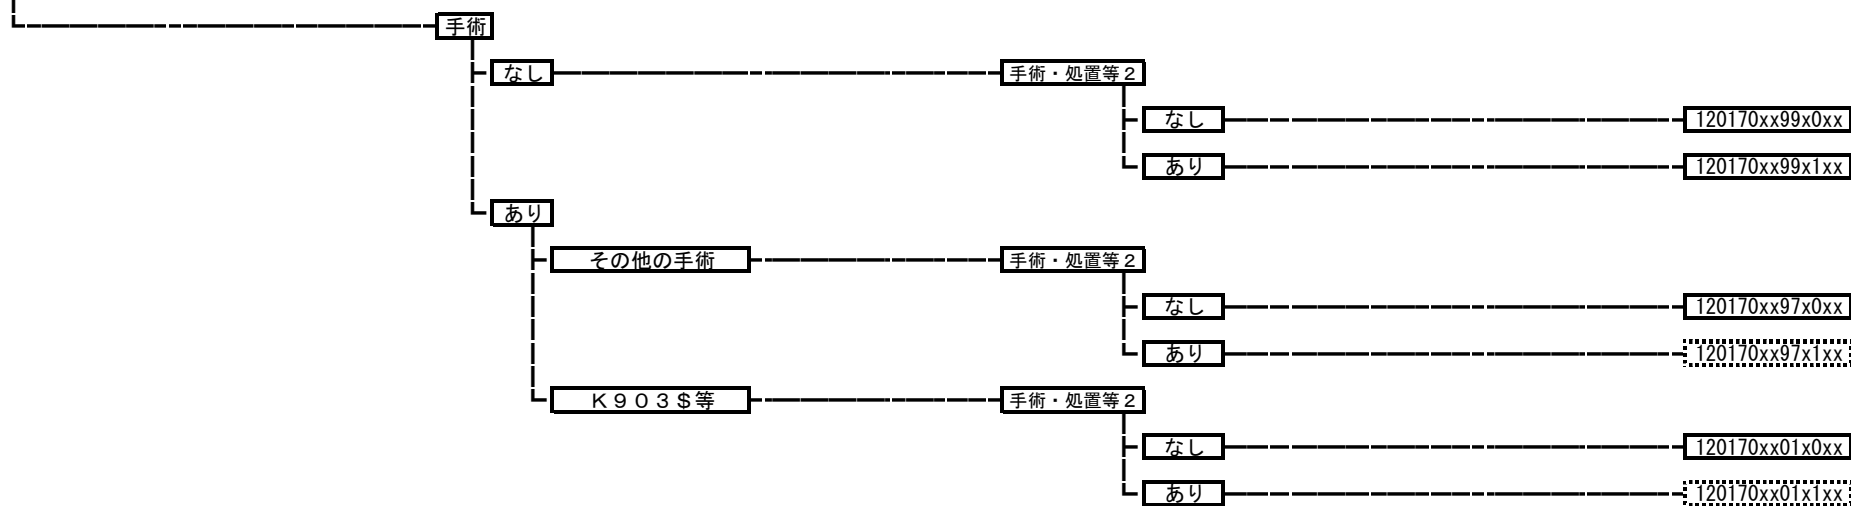 手術
なし 手術・処置等２
なし 120170xx99x0xx
あり 120170xx99x1xx
あり
その他の手術 手術・処置等２
なし 120170xx97x0xx
あり 120170xx97x1xx
Ｋ９０３＄等 手術・処置等２
なし 120170xx01x0xx
あり 120170xx01x1xx